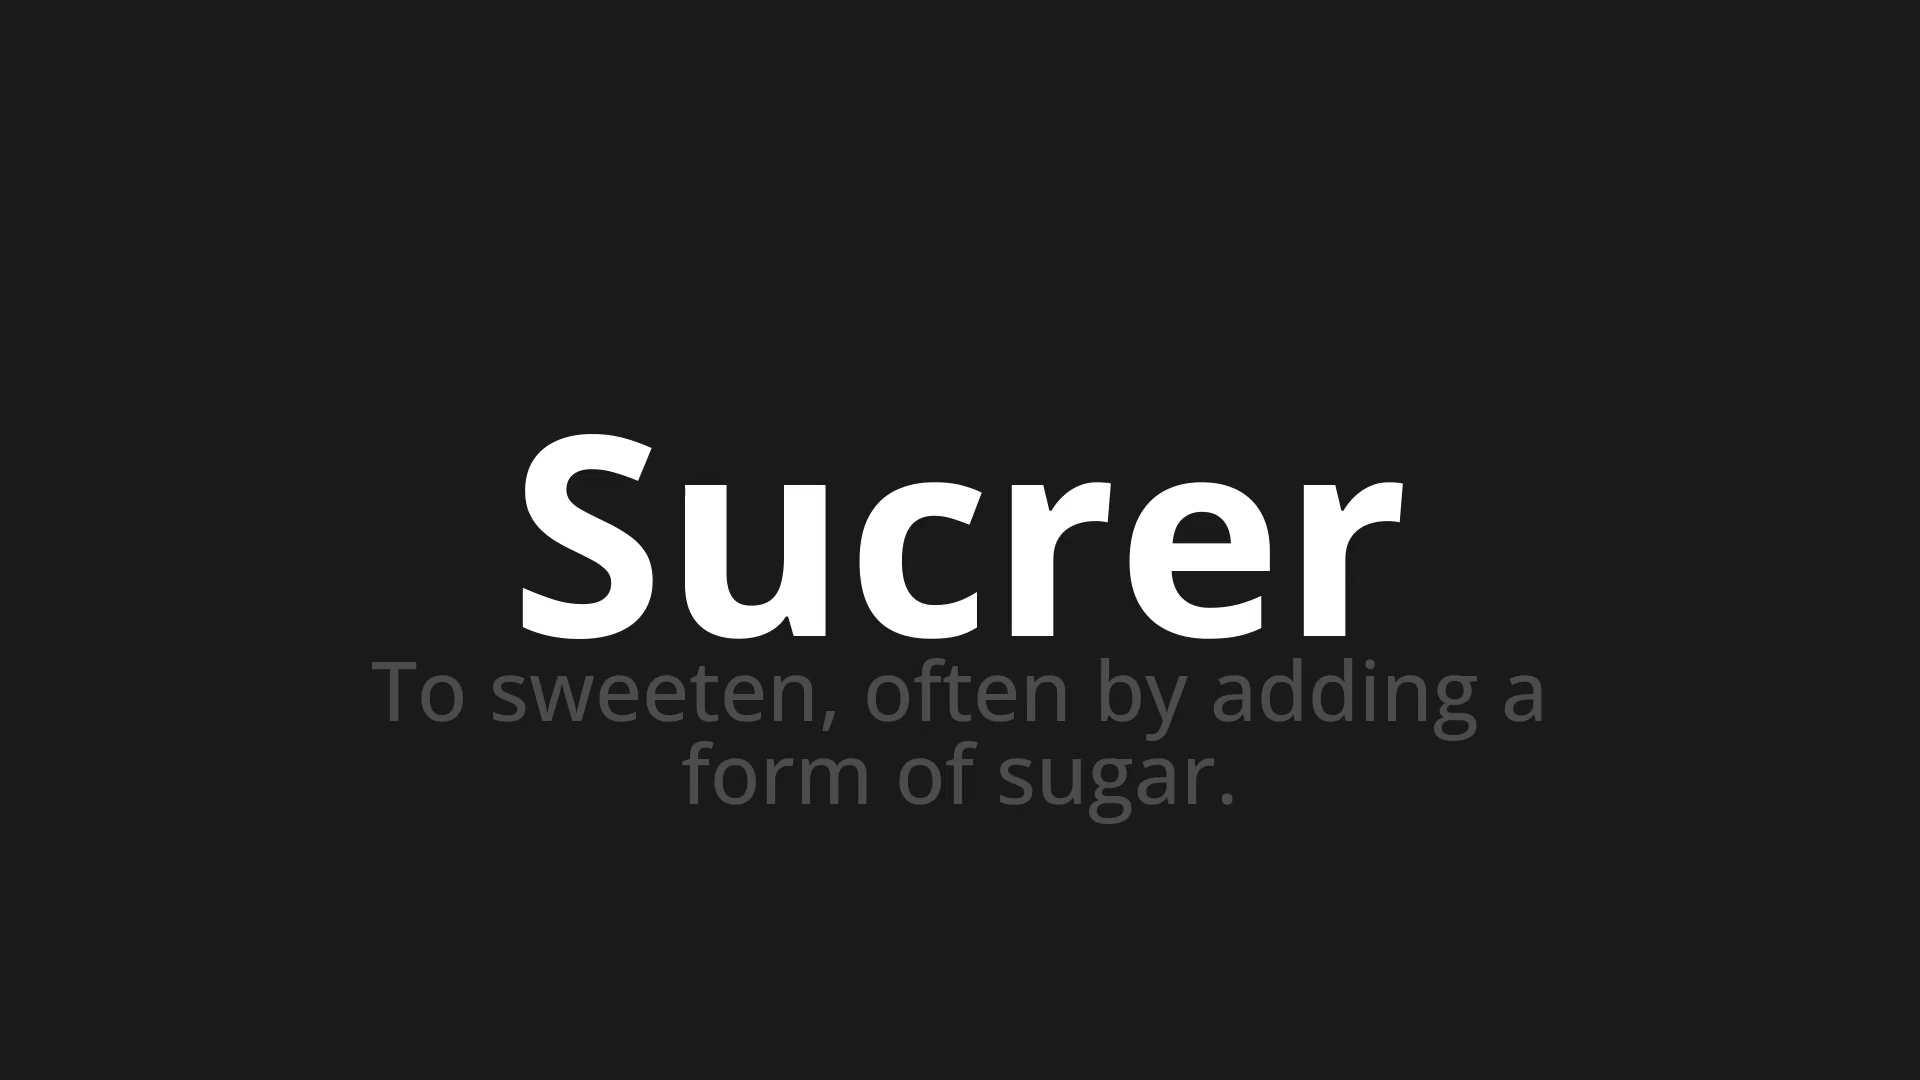 Sucrer
To sweeten, often by adding a
form of sugar.